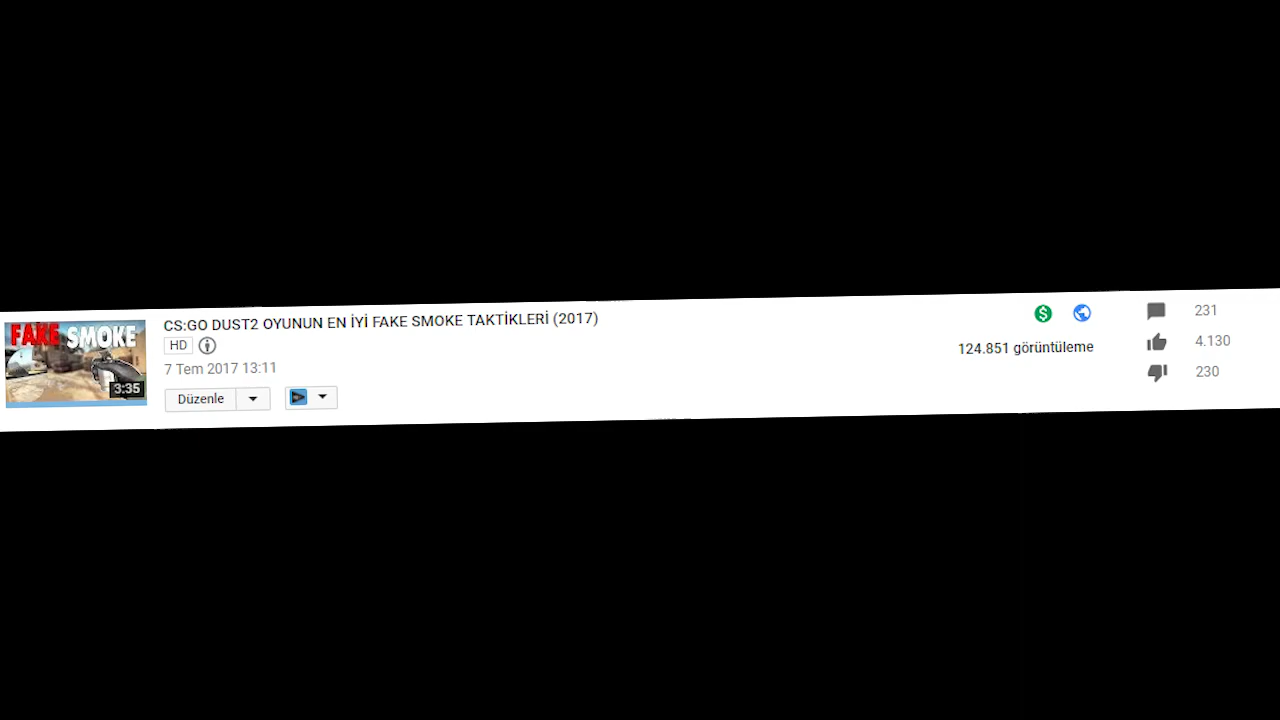 FAKE SMOKE
3:35
CS:GO DUST2 OYUNUN EN İYİ FAKE SMOKE TAKTİKLERİ (2017)
HD
7 Tem 2017 13:11
Düzenle
124.851 görüntüleme
231
4.130
230